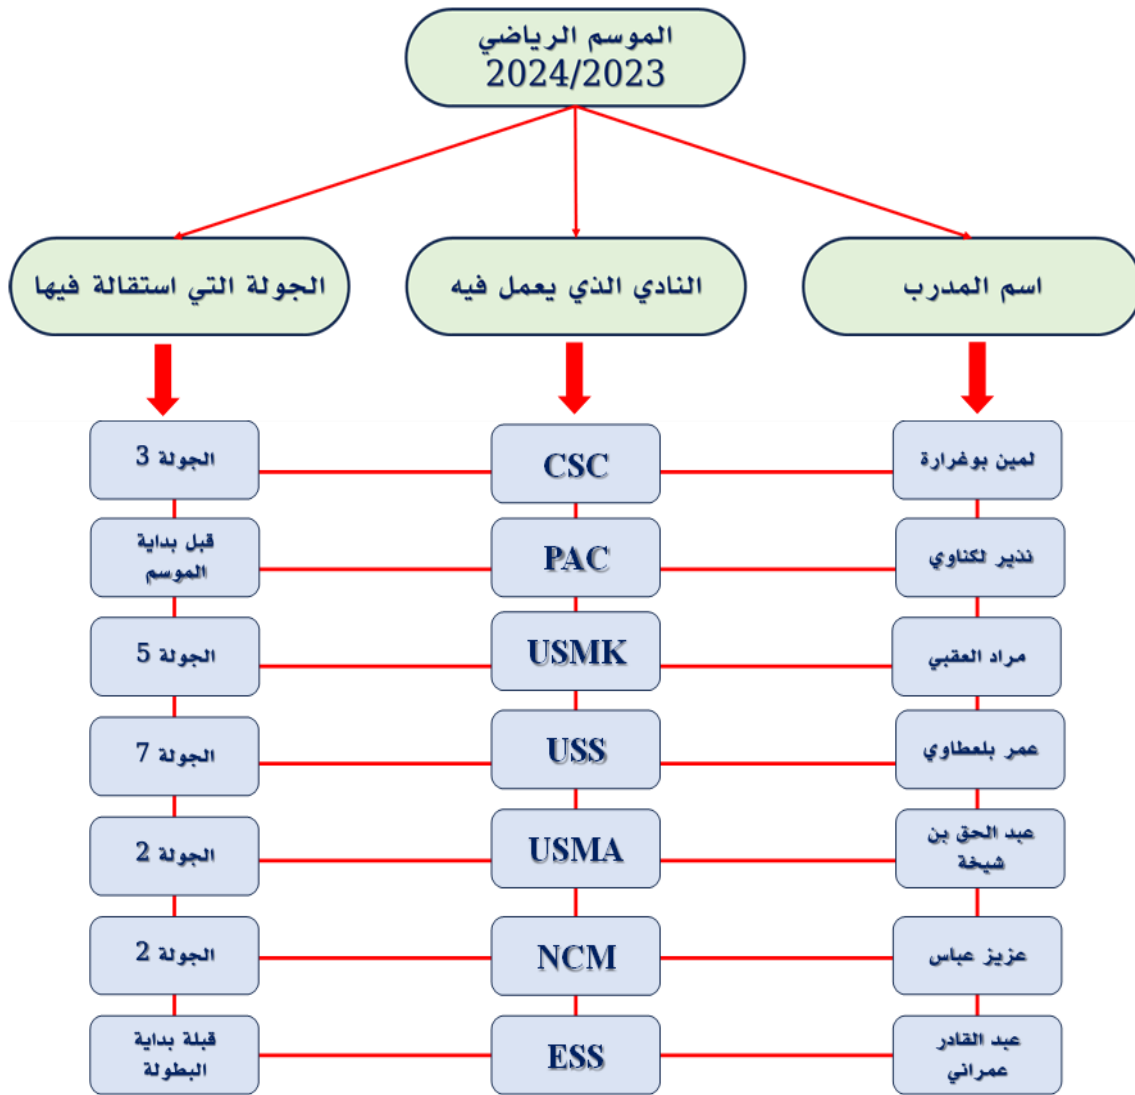 الموسم الرياضي
2024/2023
اسم المدرب
النادي الذي يعمل فيه
الجولة التي استقالة فيها
لمين بوغرارة
CSC
الجولة 3
نذير لكناوي
PAC
قبل بداية
الموسم
مراد العقبي
USMK
الجولة 5
عمر بلعطاوي
USS
الجولة 7
عبد الحق بن
شيخة
USMA
الجولة 2
عزيز عباس
NCM
الجولة 2
عبد القادر
عمراني
ESS
قبلة بداية
البطولة